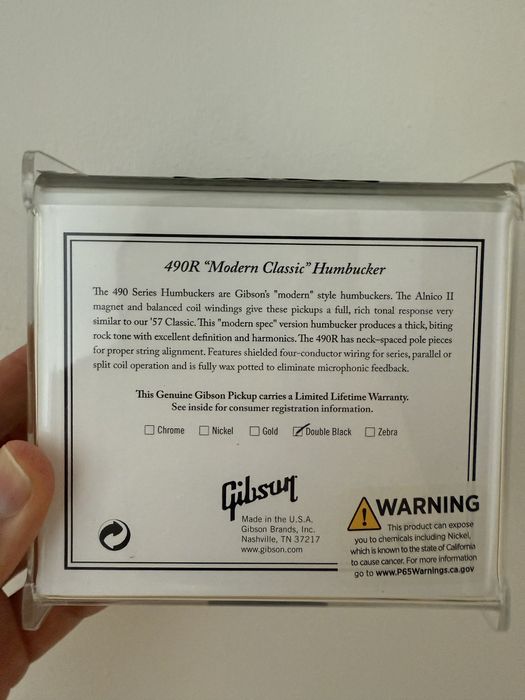 490R "Modern Classic" Humbucker
The 490 Series Humbuckers are Gibson's "modern" style humbuckers. The Alnico II
magnet and balanced coil windings give these pickups a full, rich tonal response very
similar to our '57 Classic. This "modern spec" version humbucker produces a thick, biting
rock tone with excellent definition and harmonics. The 490R has neck-spaced pole pieces
for proper string alignment. Features shielded four-conductor wiring for series, parallel or
split coil operation and is fully wax potted to eliminate microphonic feedback.
This Genuine Gibson Pickup carries a Limited Lifetime Warranty.
See inside for consumer registration information.
Chrome Nickel Gold Double Black Zebra
Gibson
Made in the U.S.A.
Gibson Brands, Inc.
Nashville, TN 37217
www.gibson.com
WARNING
This product can expose
you to chemicals including Nickel,
which is known to the state of California
to cause cancer. For more information
go to www.P65Warnings.ca.gov